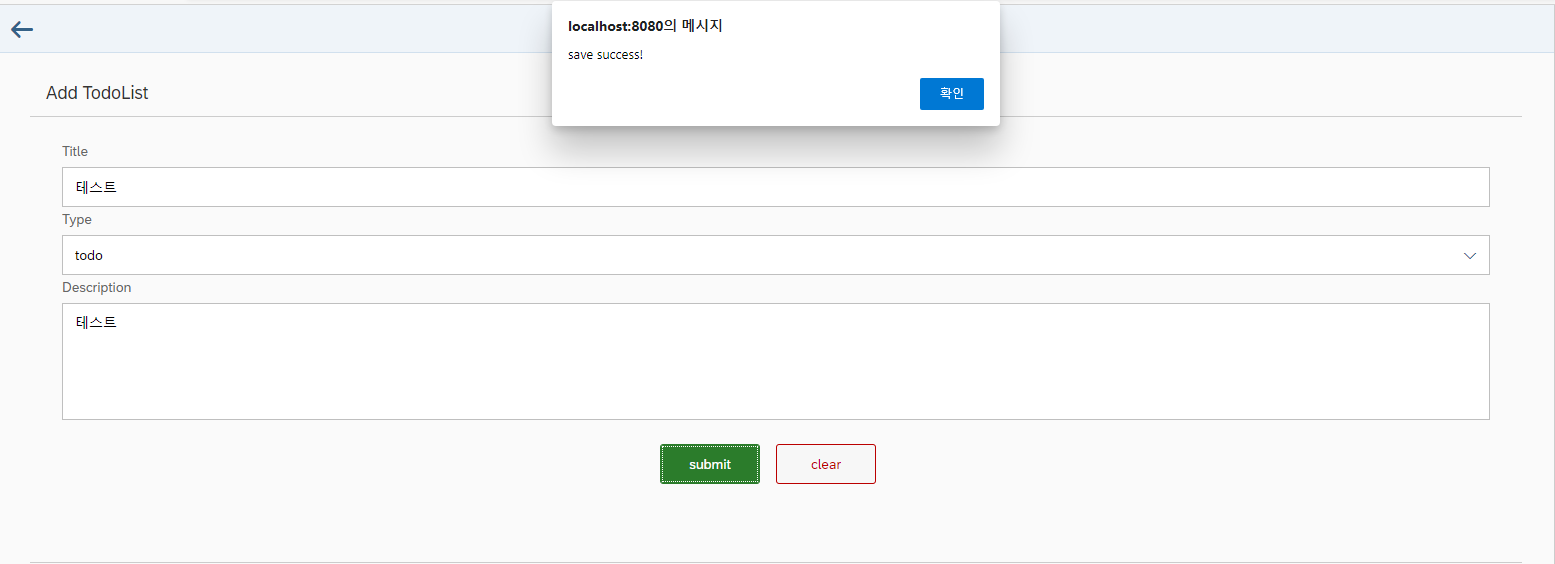 localhost:8080의 메시지
save success!
확인
Add TodoList
Title
테스트
Type
todo
Description
테스트
submit
clear